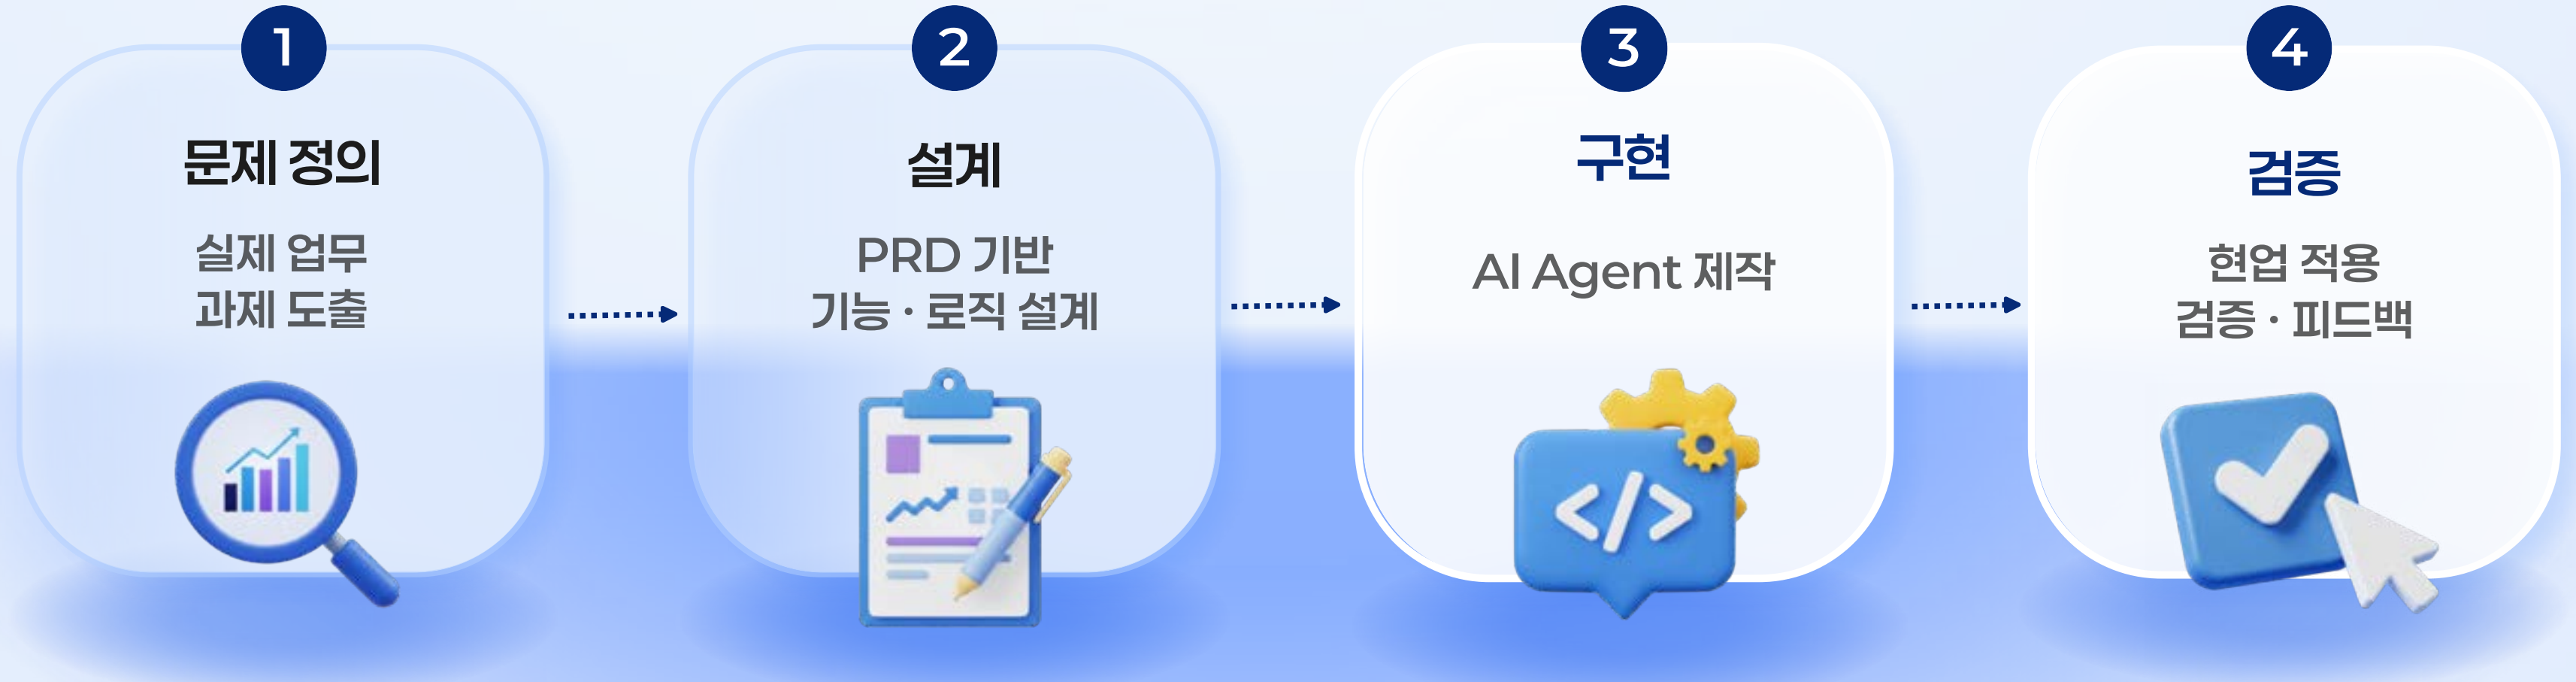 1
문제 정의
실제 업무
과제 도출
2
설계
PRD 기반
기능 · 로직 설계
3
구현
AI Agent 제작
4
검증
현업 적용
검증 · 피드백